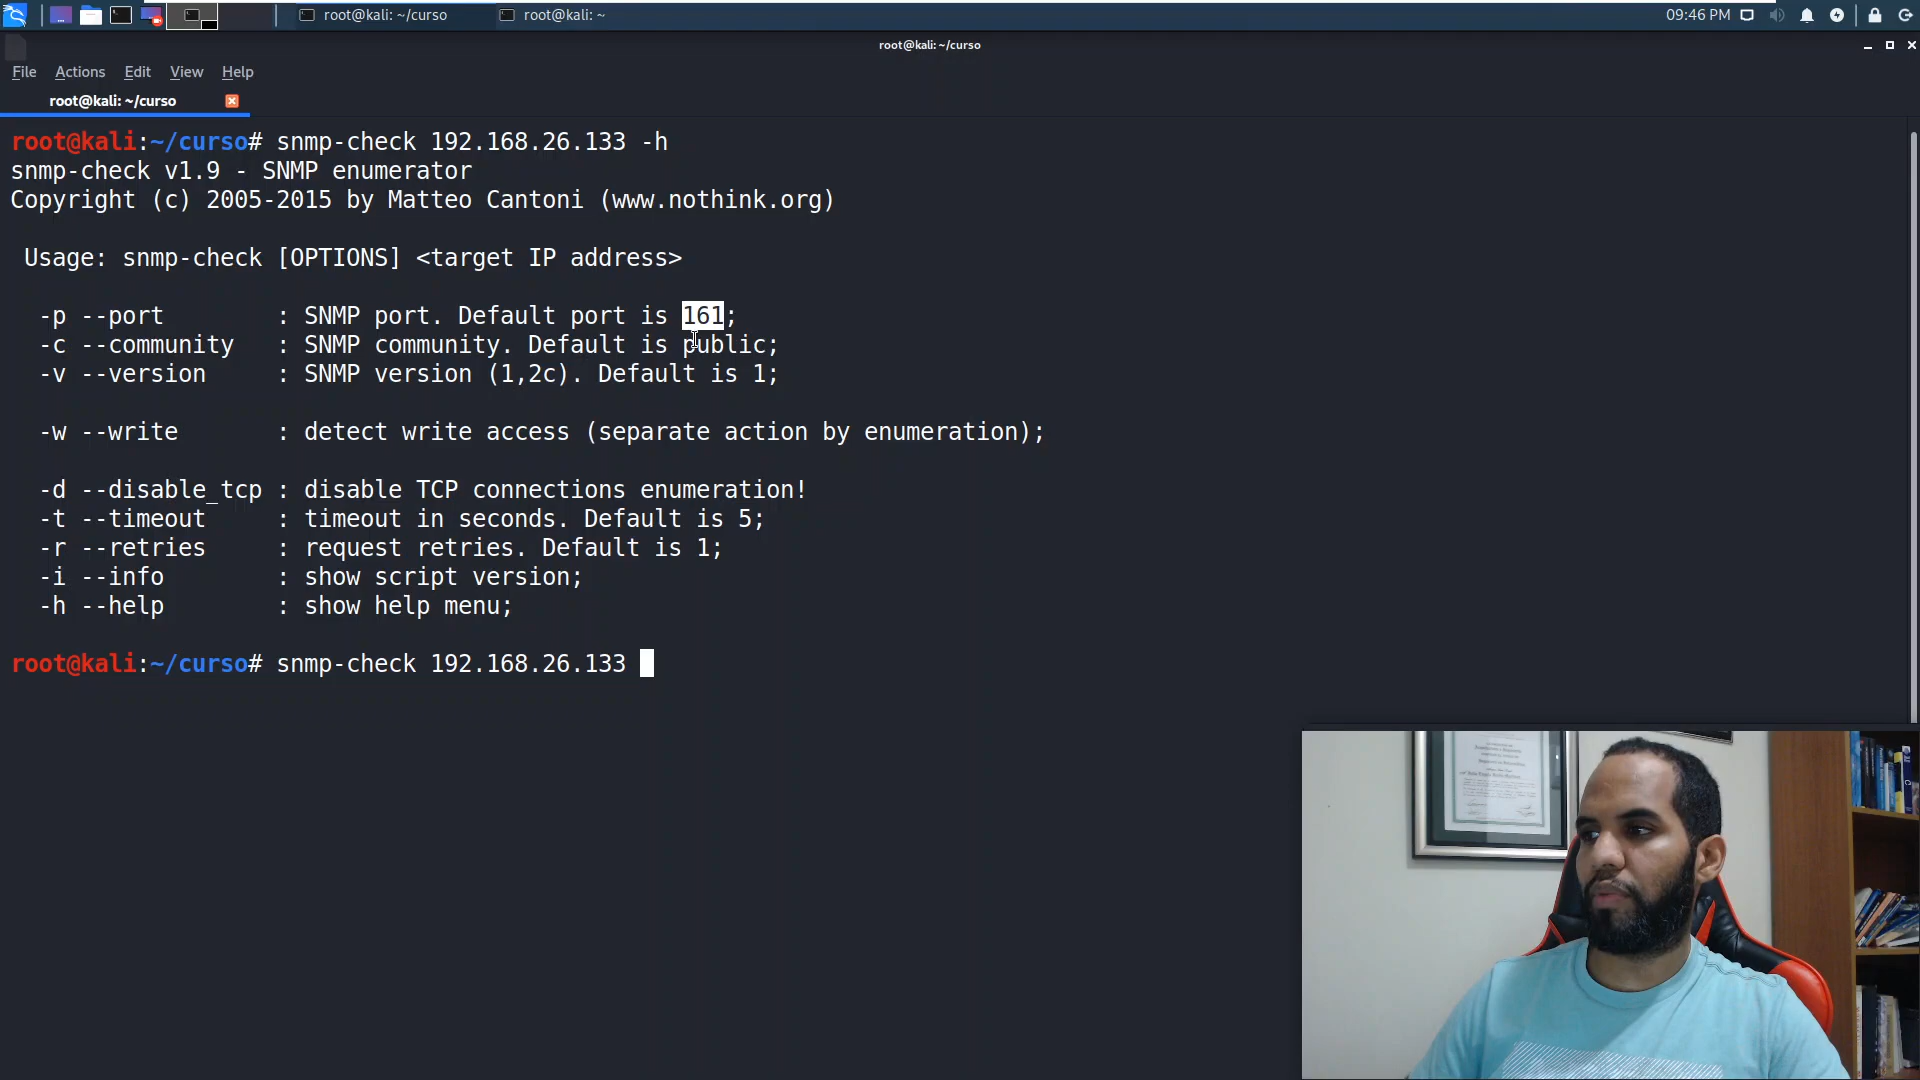 root@kali: ~/curso
root@kali: ~
09:46 PM
root@kali: ~/curso
File Actions Edit View Help
root@kali: ~/curso
root@kali:~/curso# snmp-check 192.168.26.133 -h
snmp-check v1.9 - SNMP enumerator
Copyright (c) 2005-2015 by Matteo Cantoni (www.nothink.org)
Usage: snmp-check [OPTIONS] <target IP address>
-p --port : SNMP port. Default port is 161;
-c --community : SNMP community. Default is public;
-v --version : SNMP version (1,2c). Default is 1;
-w --write : detect write access (separate action by enumeration);
-d --disable_tcp : disable TCP connections enumeration!
-t --timeout : timeout in seconds. Default is 5;
-r --retries : request retries. Default is 1;
-i --info : show script version;
-h --help : show help menu;
root@kali:~/curso# snmp-check 192.168.26.133